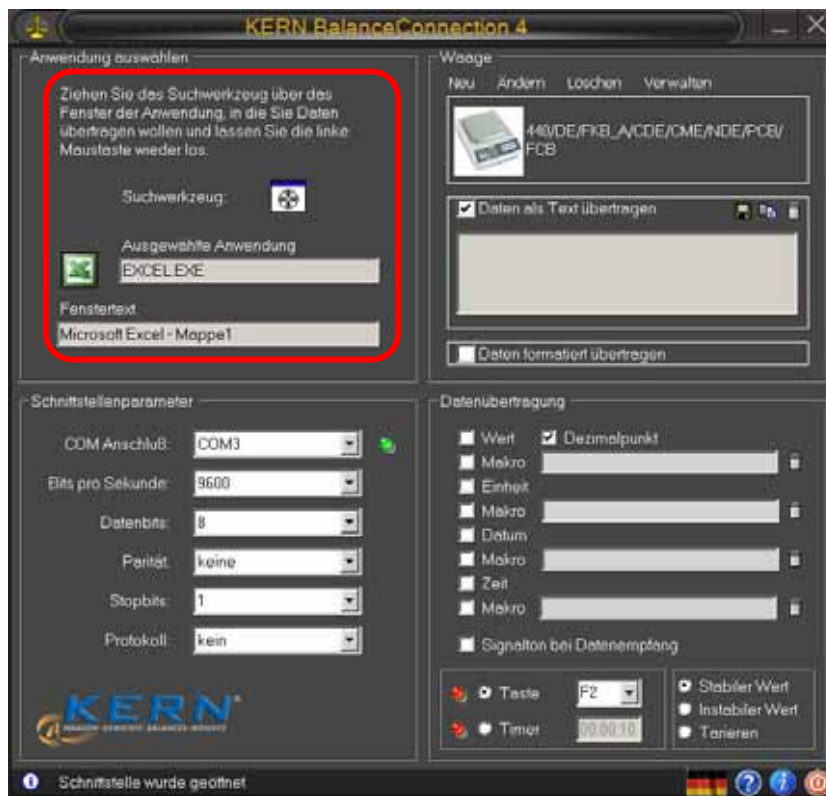 KERN BalanceConnection 4
Anwendung auswählen
Ziehen Sie das Suchwerkzeug über das
Fenster der Anwendung, in die Sie Daten
übertragen wollen und lassen Sie die linke
Maustaste wieder los.
Suchwerkzeug:
Ausgewählte Anwendung
EXCEL.EXE
Fenstertext
Microsoft Excel - Mappe1
Waage
Neu Ändern Löschen Verwalten
440/DE/FKB_A/CDE/CME/NDE/PCB/
FCB
Daten als Text übertragen
Daten formatiert übertragen
Schnittstellenparameter
COM Anschluß: COM3
Bits pro Sekunde: 9600
Datenbits: 8
Parität: keine
Stopbits: 1
Protokoll: kein
KERN
Datenübertragung
Wert Dezimalpunkt
Makro
Einheit
Makro
Datum
Makro
Zeit
Makro
Signalton bei Datenempfang
Taste F2
Timer 00:00:10
Stabiler Wert
Instabiler Wert
Tarieren
Schnittstelle wurde geöffnet